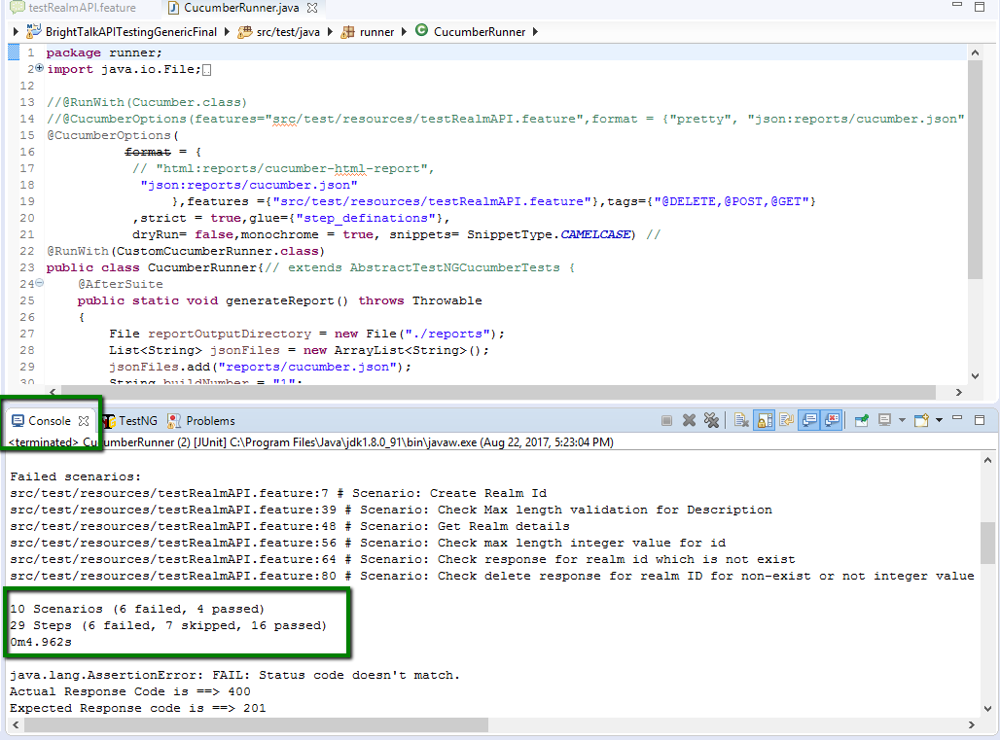 testRealmAPI.feature CucumberRunner.java
BrightTalkAPITestingGenericFinal src/test/java runner CucumberRunner
1 package runner;
2 import java.io.File;
12
13 //@RunWith(Cucumber.class)
14 //@CucumberOptions(features="src/test/resources/testRealmAPI.feature",format = {"pretty", "json:reports/cucumber.json"
15 @CucumberOptions(
16 format = {
17 // "html:reports/cucumber-html-report",
18 "json:reports/cucumber.json"
19 },features ={"src/test/resources/testRealmAPI.feature"},tags={"@DELETE,@POST,@GET"}
20 ,strict = true,glue={"step_definations"},
21 dryRun= false,monochrome = true, snippets= SnippetType.CAMELCASE) //
22 @RunWith(CustomCucumberRunner.class)
23 public class CucumberRunner{// extends AbstractTestNGCucumberTests {
24 @AfterSuite
25 public static void generateReport() throws Throwable
26 {
27 File reportOutputDirectory = new File("./reports");
28 List<String> jsonFiles = new ArrayList<String>();
29 jsonFiles.add("reports/cucumber.json");
30 String buildNumber = "1";
Console TestNG Problems
<terminated> CucumberRunner (2) [JUnit] C:\Program Files\Java\jdk1.8.0_91\bin\javaw.exe (Aug 22, 2017, 5:23:04 PM)
Failed scenarios:
src/test/resources/testRealmAPI.feature:7 # Scenario: Create Realm Id
src/test/resources/testRealmAPI.feature:39 # Scenario: Check Max length validation for Description
src/test/resources/testRealmAPI.feature:48 # Scenario: Get Realm details
src/test/resources/testRealmAPI.feature:56 # Scenario: Check max length integer value for id
src/test/resources/testRealmAPI.feature:64 # Scenario: Check response for realm id which is not exist
src/test/resources/testRealmAPI.feature:80 # Scenario: Check delete response for realm ID for non-exist or not integer value
10 Scenarios (6 failed, 4 passed)
29 Steps (6 failed, 7 skipped, 16 passed)
0m4.962s
java.lang.AssertionError: FAIL: Status code doesn't match.
Actual Response Code is ==> 400
Expected Response code is ==> 201